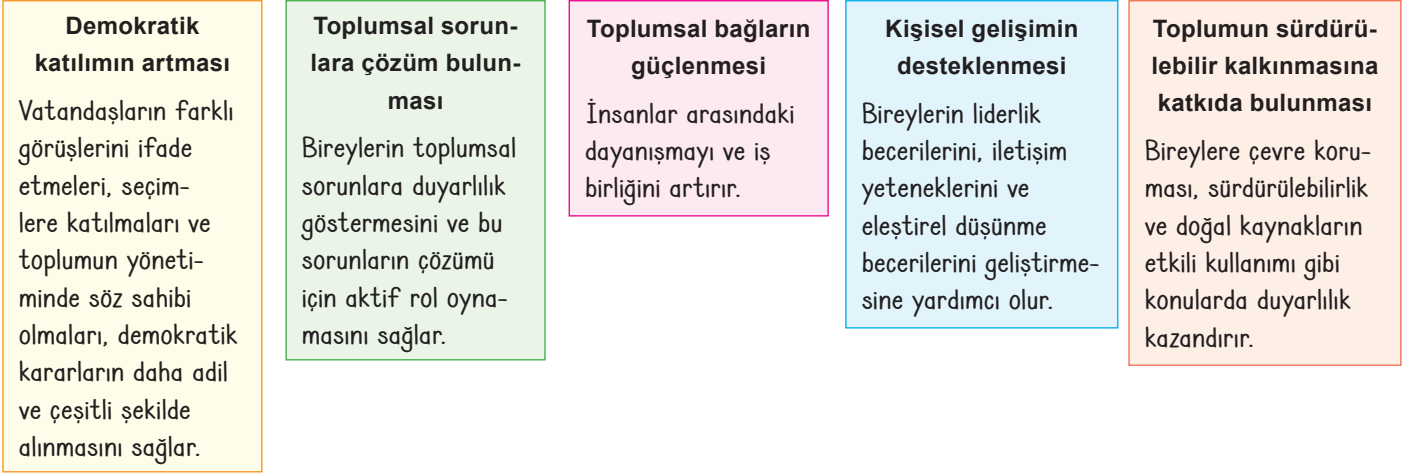 Demokratik
katılımın artması
Vatandaşların farklı
görüşlerini ifade
etmeleri, seçim-
lere katılmaları ve
toplumun yöneti-
minde söz sahibi
olmaları, demokratik
kararların daha adil
ve çeşitli şekilde
alınmasını sağlar.
Toplumsal sorun-
lara çözüm bulun-
ması
Bireylerin toplumsal
sorunlara duyarlılık
göstermesini ve bu
sorunların çözümü
için aktif rol oyna-
masını sağlar.
Toplumsal bağların
güçlenmesi
İnsanlar arasındaki
dayanışmayı ve iş
birliğini artırır.
Kişisel gelişimin
desteklenmesi
Bireylerin liderlik
becerilerini, iletişim
yeteneklerini ve
eleştirel düşünme
becerilerini geliştirme-
sine yardımcı olur.
Toplumun sürdürü-
lebilir kalkınmasına
katkıda bulunması
Bireylere çevre koru-
ması, sürdürülebilirlik
ve doğal kaynakların
etkili kullanımı gibi
konularda duyarlılık
kazandırır.